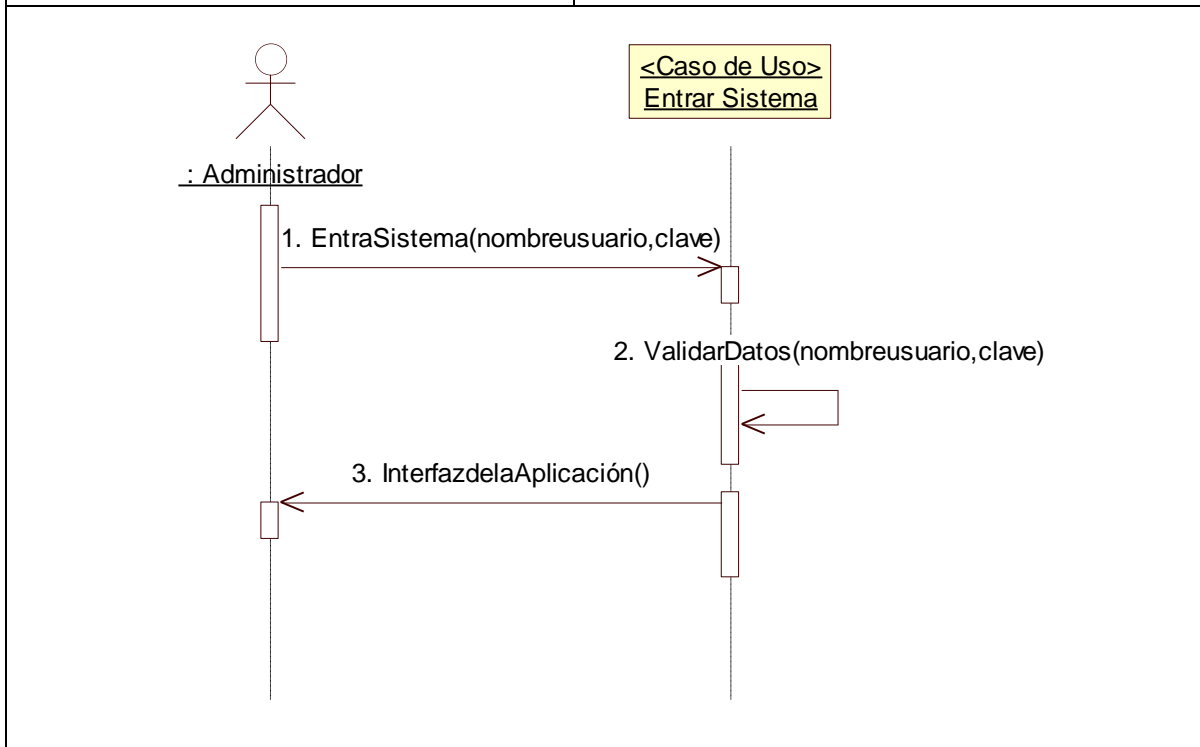 <Caso de Uso>
Entrar Sistema
: Administrador
1. EntraSistema(nombreusuario,clave)
2. ValidarDatos(nombreusuario,clave)
3. InterfazdelaAplicación()